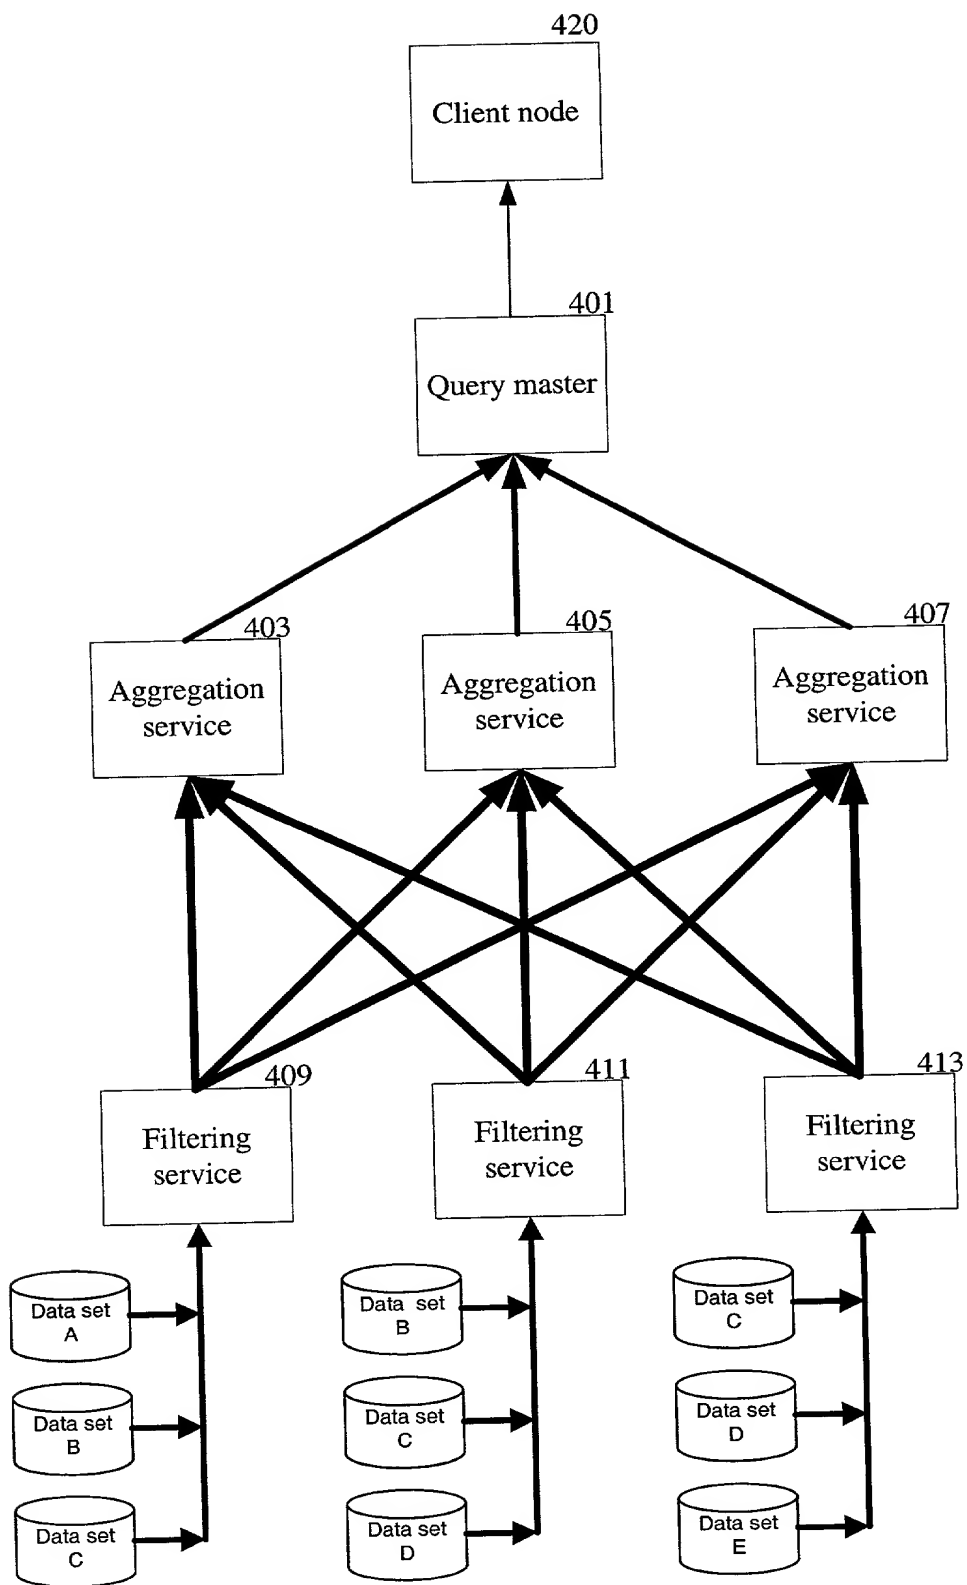 420
Client node
401
Query master
403
405
407
Aggregation
service
Aggregation
service
Aggregation
service
409
411
413
Filtering
service
Filtering
service
Filtering
service
Data set
A
Data set
B
Data set
C
Data set
B
Data set
C
Data set
D
Data set
C
Data set
D
Data set
E